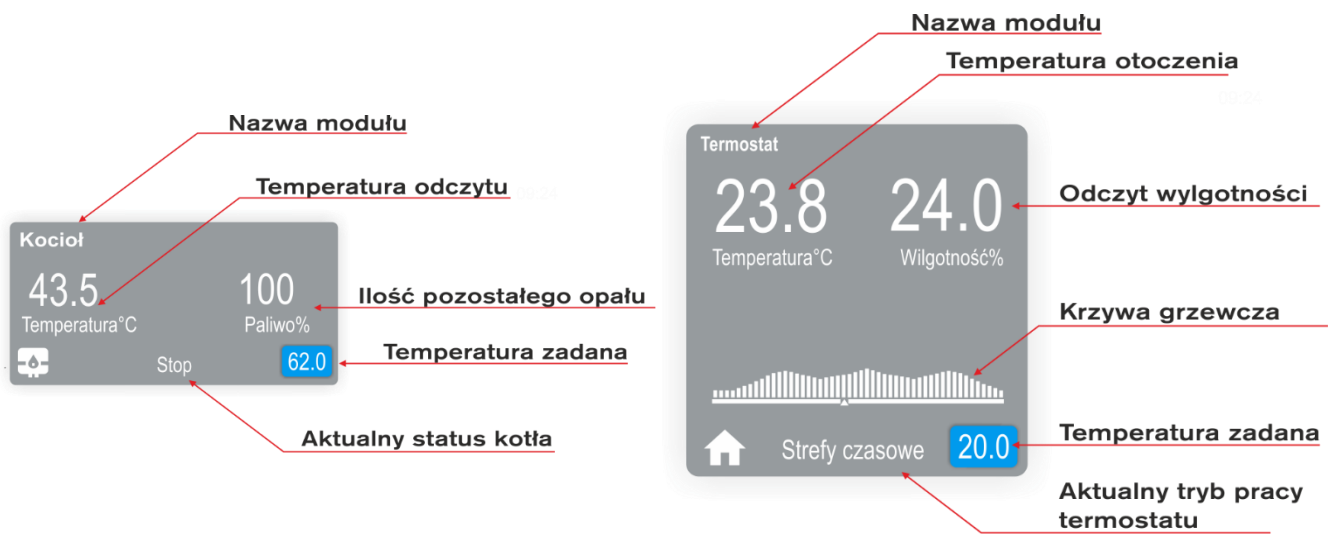 Nazwa modułu
Temperatura odczytu
Kocioł
43.5
Temperatura°C
100
Paliwo%
Stop
62.0
Ilość pozostałego opału
Temperatura zadana
Aktualny status kotła
Nazwa modułu
Temperatura otoczenia
Termostat
23.8
Temperatura°C
24.0
Wilgotność%
Strefy czasowe
20.0
Odczyt wylgotności
Krzywa grzewcza
Temperatura zadana
Aktualny tryb pracy
termostatu